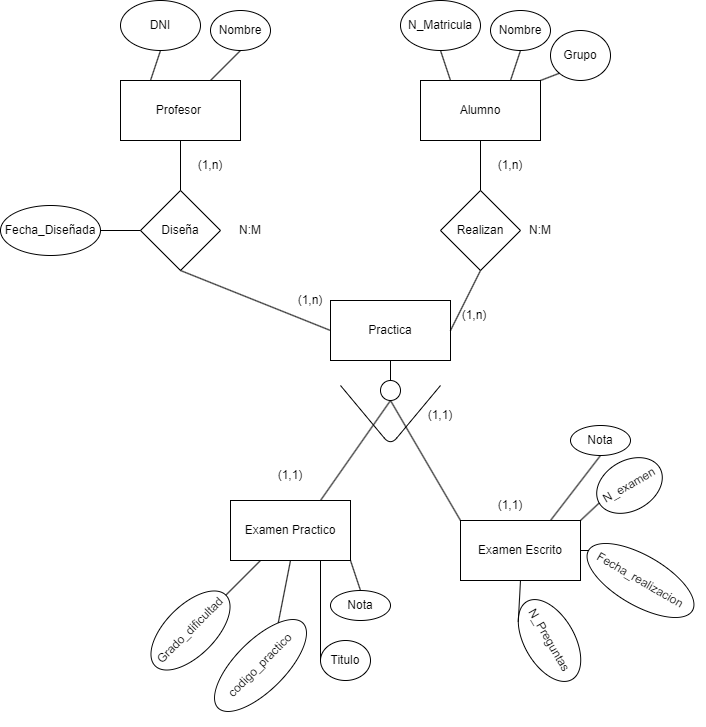 DNI
Nombre
N_Matricula
Nombre
Grupo
Profesor
Alumno
(1,n)
(1,n)
Fecha_Diseñada
Diseña
N:M
Realizan
N:M
(1,n)
(1,n)
Practica
(1,1)
(1,1)
Nota
N_examen
(1,1)
Examen Practico
Examen Escrito
Fecha_realizacion
Grado_dificultad
codigo_practico
Nota
Titulo
N_Preguntas